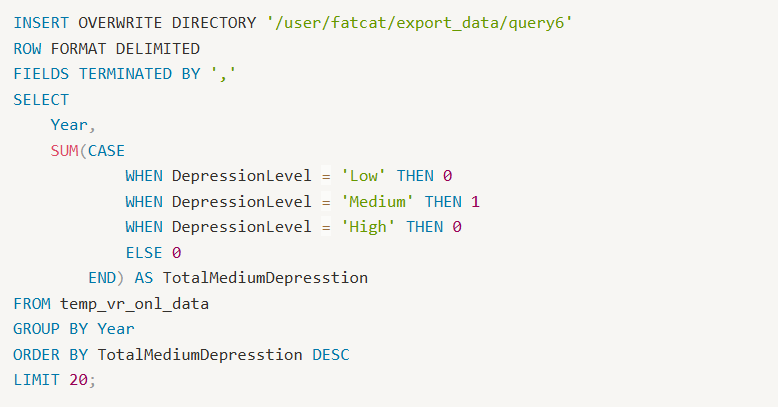 INSERT OVERWRITE DIRECTORY '/user/fatcat/export_data/query6'
ROW FORMAT DELIMITED
FIELDS TERMINATED BY ','
SELECT
    Year,
    SUM(CASE
            WHEN DepressionLevel = 'Low' THEN 0
            WHEN DepressionLevel = 'Medium' THEN 1
            WHEN DepressionLevel = 'High' THEN 0
            ELSE 0
        END) AS TotalMediumDepresstion
FROM temp_vr_onl_data
GROUP BY Year
ORDER BY TotalMediumDepresstion DESC
LIMIT 20;